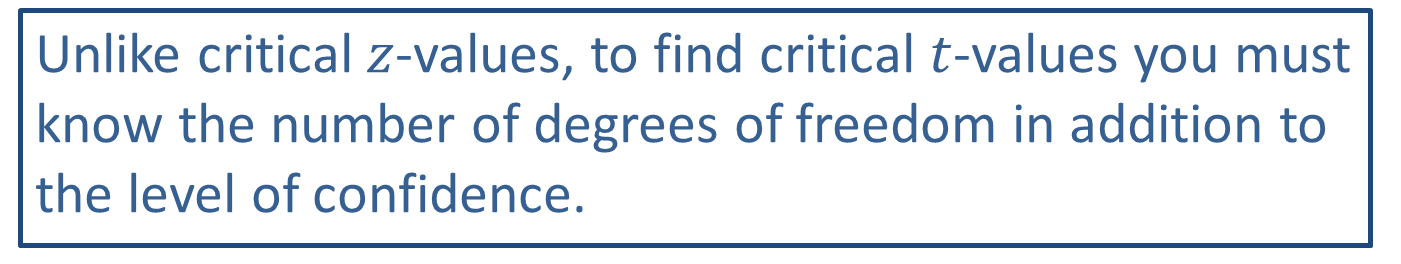 Unlike critical z-values, to find critical t-values you must
know the number of degrees of freedom in addition to
the level of confidence.